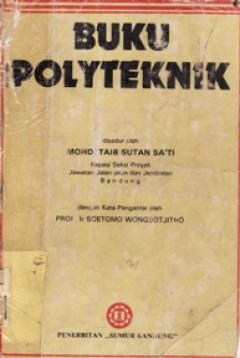 BUKU
POLYTEKNIK
disadur oleh
MOHD. TAIB SUTAN SA'TI
Kepala Seksi Proyek
Jawatan Jalan-jalan dan Jembatan
Bandung
dengan Kata Pengantar oleh
PROF. Ir SOETOMO WONGSOTJITRO
PENERBITAN „SUMUR BANDUNG"